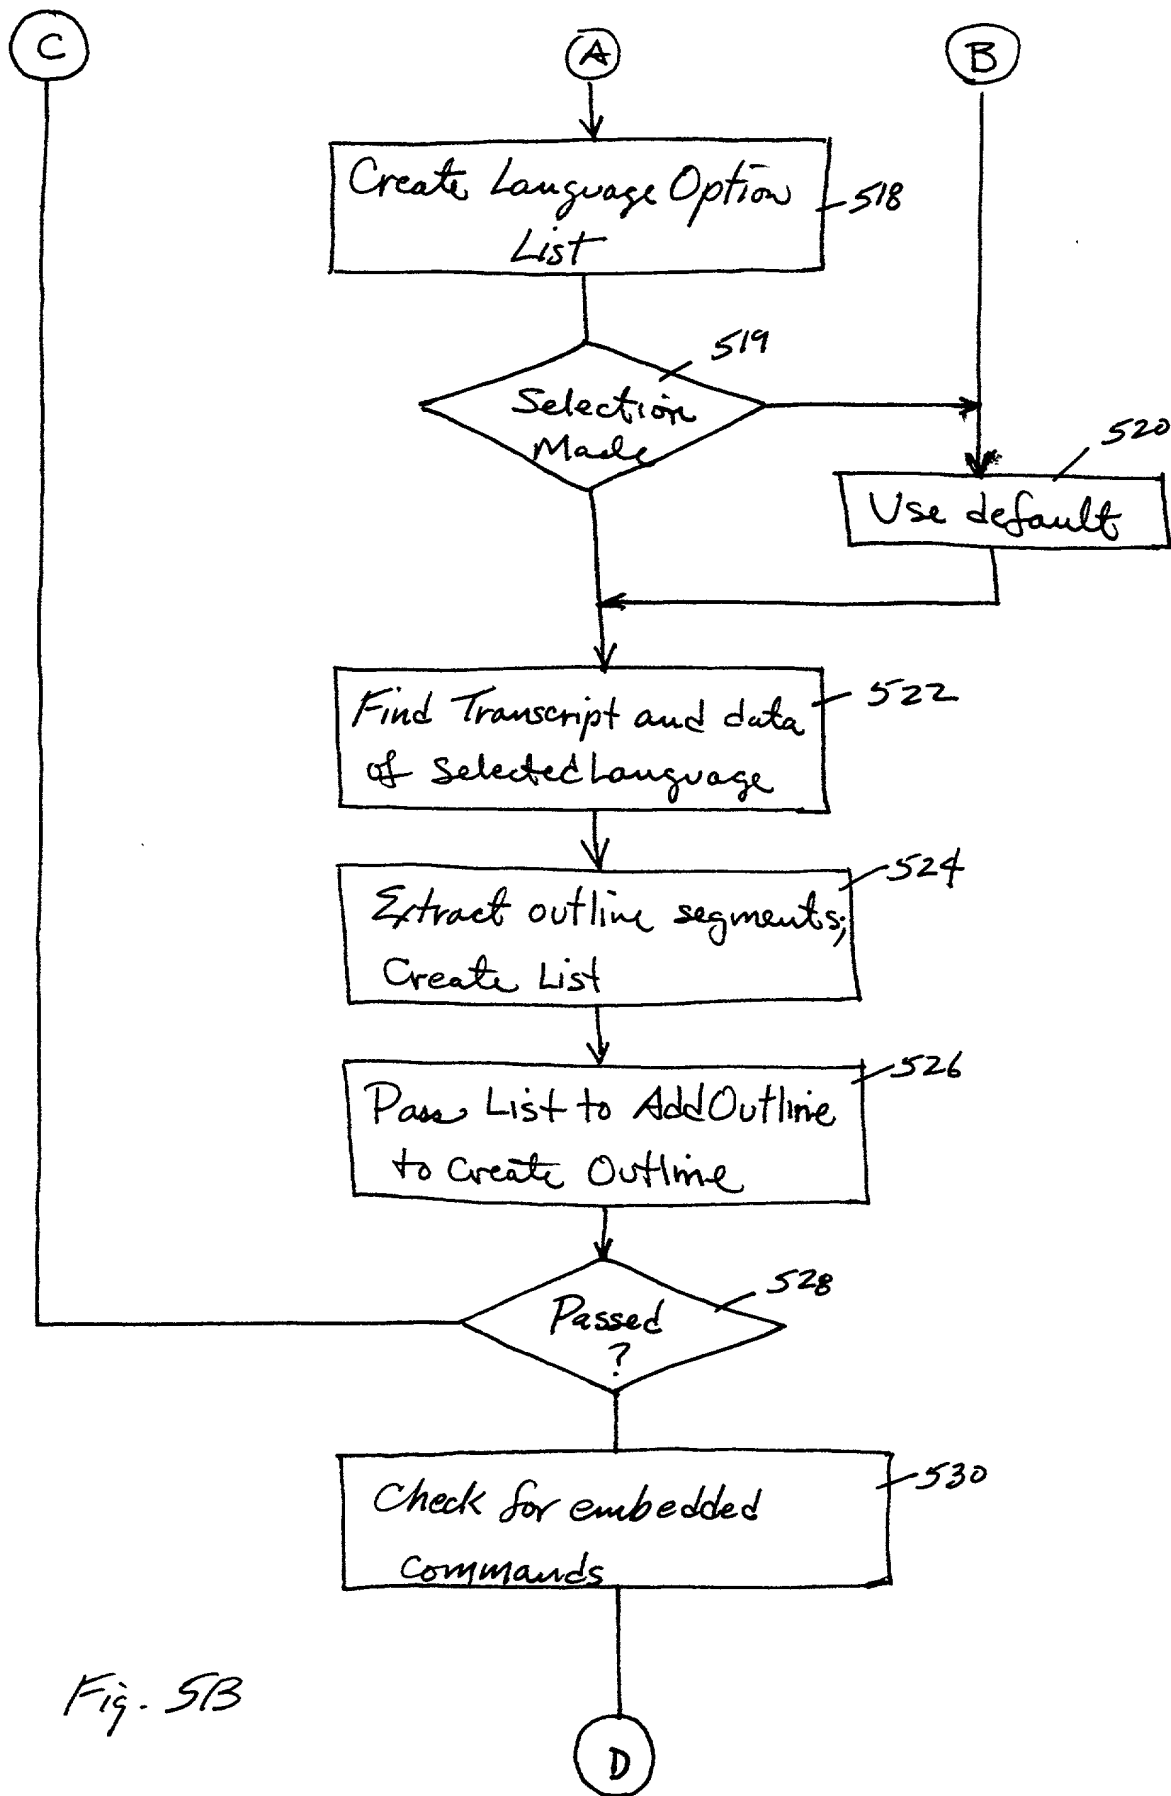 C
A
B
Create Language Option
List
518
519
Selection
Made
520
Use default
Find Transcript and data
of Selected Language
522
Extract outline segments;
Create List
524
Pass List to AddOutline
to Create Outline
526
Passed
?
528
Check for embedded
Commands
530
Fig. 5B
D